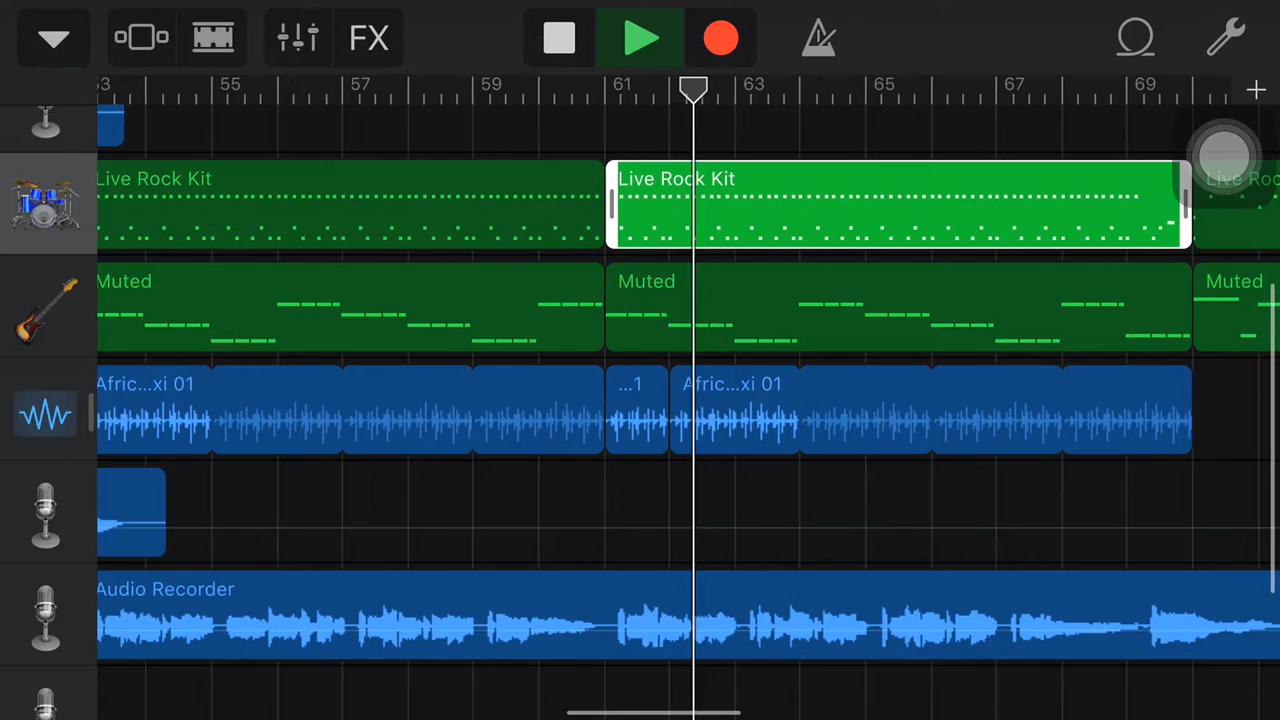 FX
53 55 57 59 61 63 65 67 69
Live Rock Kit Live Rock Kit Live Roc
Muted Muted Muted
Afric...xi 01 ...1 Afric...xi 01
Audio Recorder